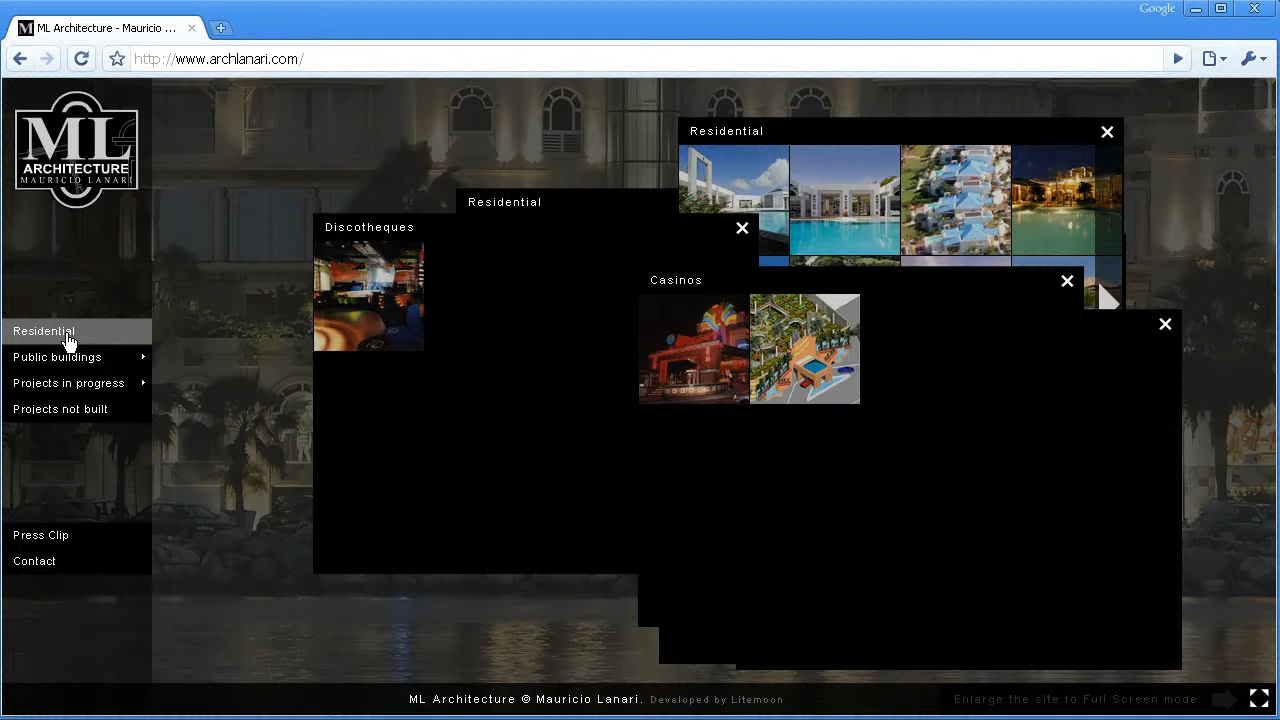 Google
ML Architecture - Mauricio ...
http://www.archlanari.com/
ML
ARCHITECTURE
MAURICIO LANARI
Residential
Residential
Discotheques
Casinos
Residential
Public buildings
Projects in progress
Projects not built
Press Clip
Contact
ML Architecture © Mauricio Lanari. Developed by Litemoon
Enlarge the site to Full Screen mode: